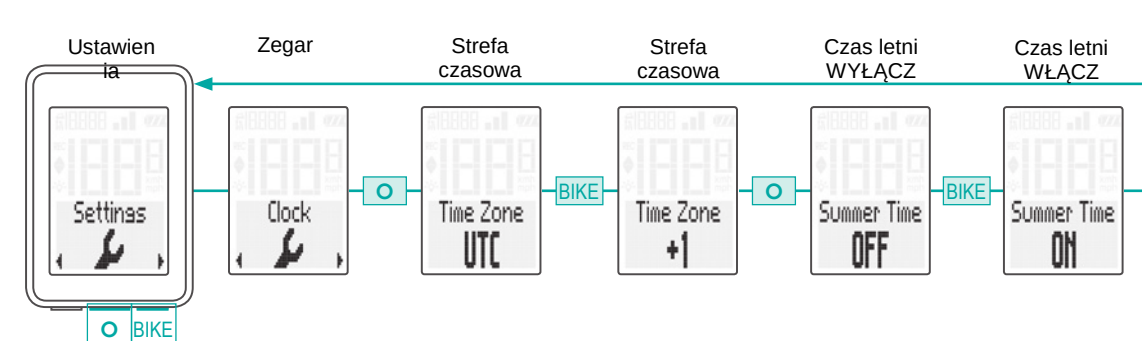 Ustawien
ia
Zegar
Strefa
czasowa
Strefa
czasowa
Czas letni
WYŁĄCZ
Czas letni
WŁĄCZ
Settings
Clock
Time Zone
UTC
Time Zone
+1
Summer Time
OFF
Summer Time
ON
O
BIKE
O
BIKE
O
BIKE